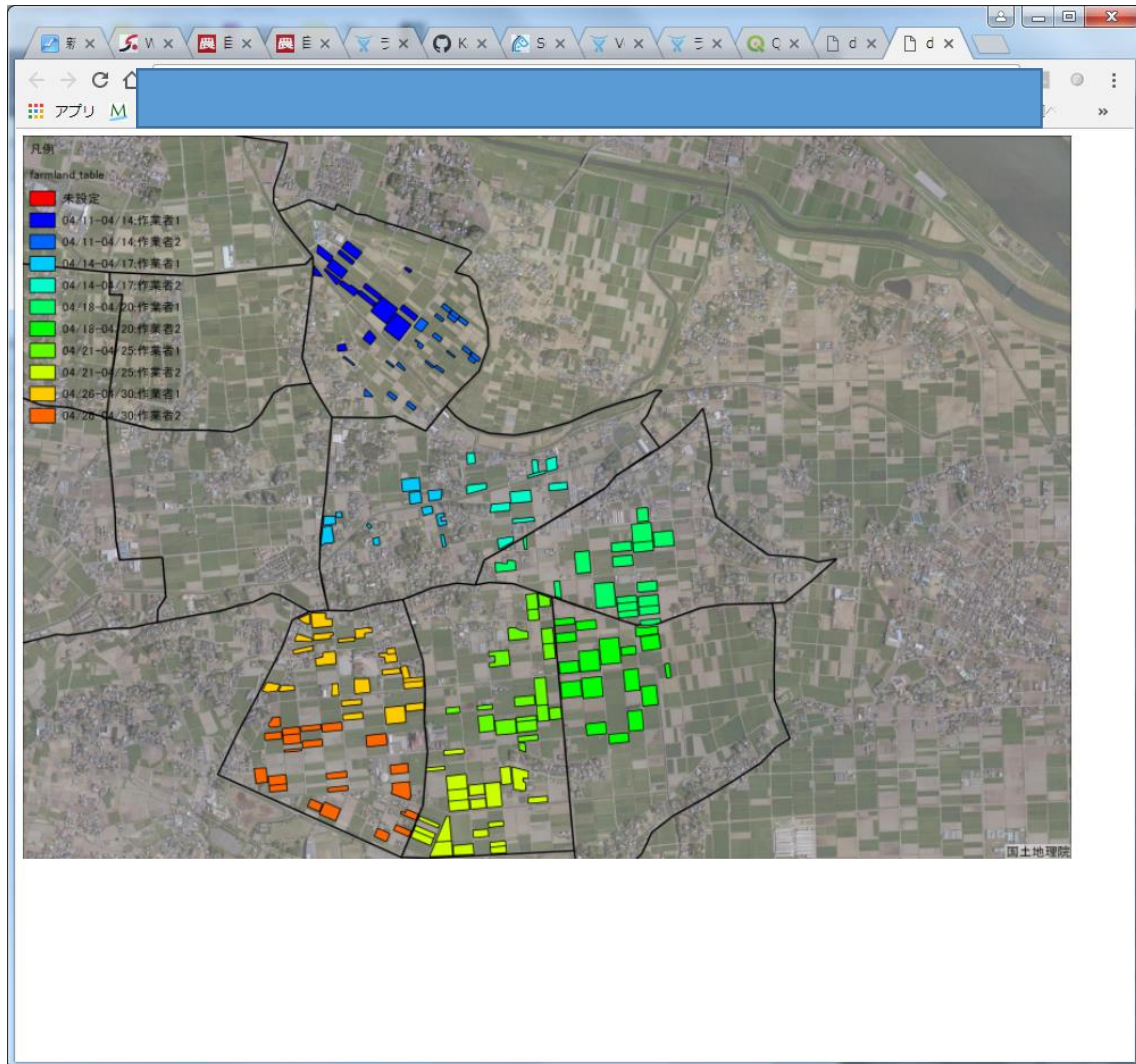 新
W
農 E
農 E
K
S
V
Q
d
d
アプリ M
凡例
farmland_table
未設定
04/11-04/14:作業者1
04/11-04/14:作業者2
04/14-04/17:作業者1
04/14-04/17:作業者2
04/18-04/20:作業者1
04/18-04/20:作業者2
04/21-04/25:作業者1
04/21-04/25:作業者2
04/26-04/30:作業者1
04/26-04/30:作業者2
国土地理院